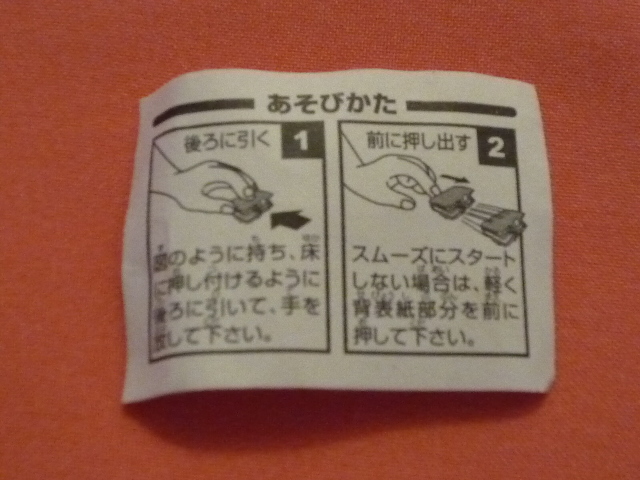 あそびかた
後ろに引く 1
図のように持ち、床
に押し付けるように
後ろに引いて、手を
放して下さい。
前に押し出す 2
スムーズにスタート
しない場合は、軽く
背表紙部分を前に
押して下さい。